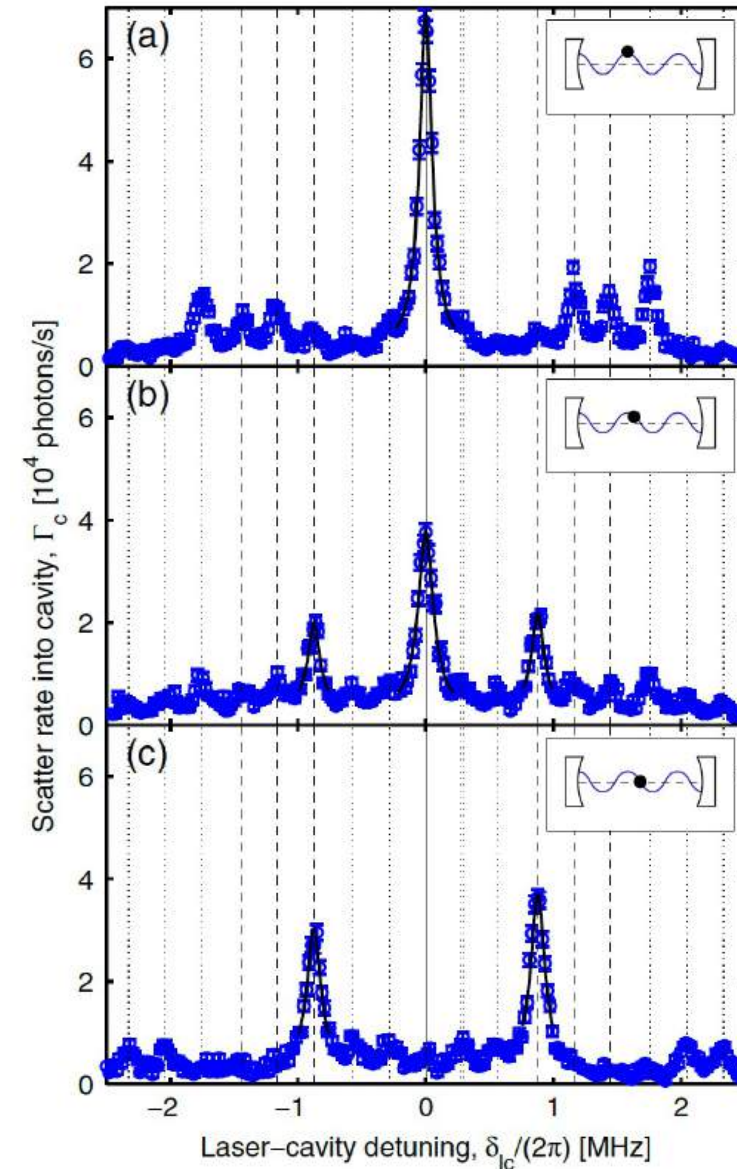 (a)
6
4
2
0
(b)
6
4
2
0
(c)
6
4
2
0
Scatter rate into cavity, Γc [10⁴ photons/s]
−2 −1 0 1 2
Laser−cavity detuning, δlc/(2π) [MHz]